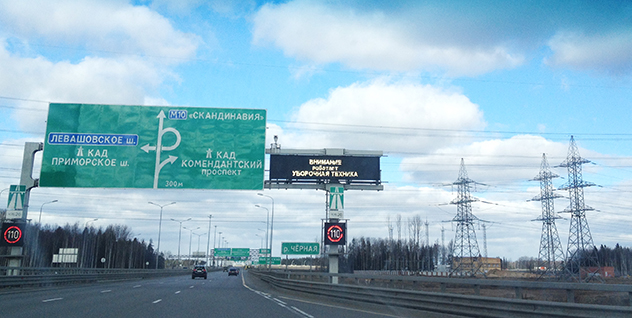 М10 «СКАНДИНАВИЯ»
ЛЕВАШОВСКОЕ ш.
КАД
ПРИМОРСКОЕ ш.
КАД
КОМЕНДАНТСКИЙ
проспект
300 м
ВНИМАНИЕ
работает
УБОРОЧНАЯ ТЕХНИКА
110
110
р. ЧЁРНАЯ